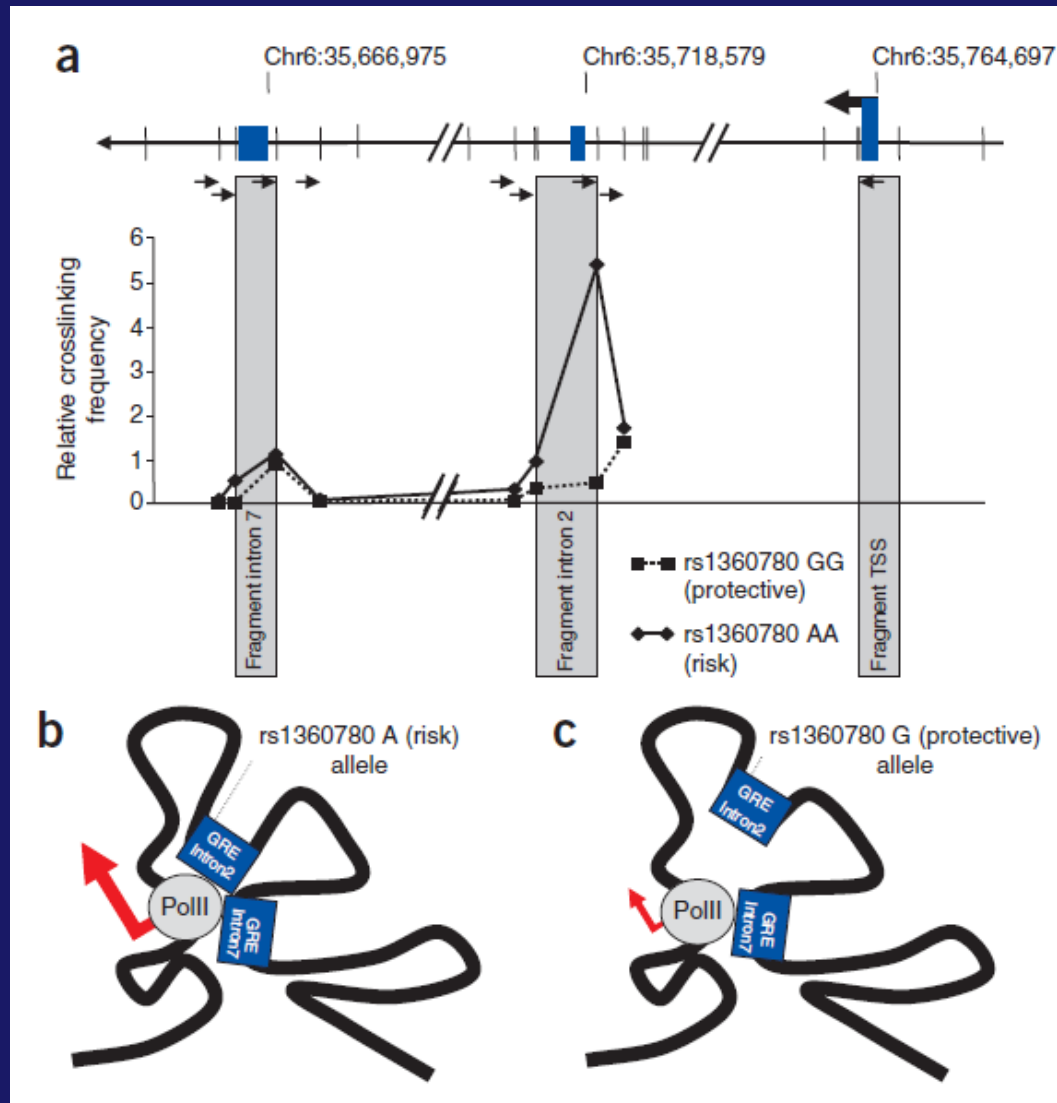 a
Chr6:35,666,975
Chr6:35,718,579
Chr6:35,764,697
Relative crosslinking
frequency
6
5
4
3
2
1
0
Fragment intron 7
Fragment intron 2
Fragment TSS
rs1360780 GG
(protective)
rs1360780 AA
(risk)
b
rs1360780 A (risk)
allele
GRE
Intron2
PolII
GRE
Intron7
c
rs1360780 G (protective)
allele
GRE
Intron2
PolII
GRE
Intron7